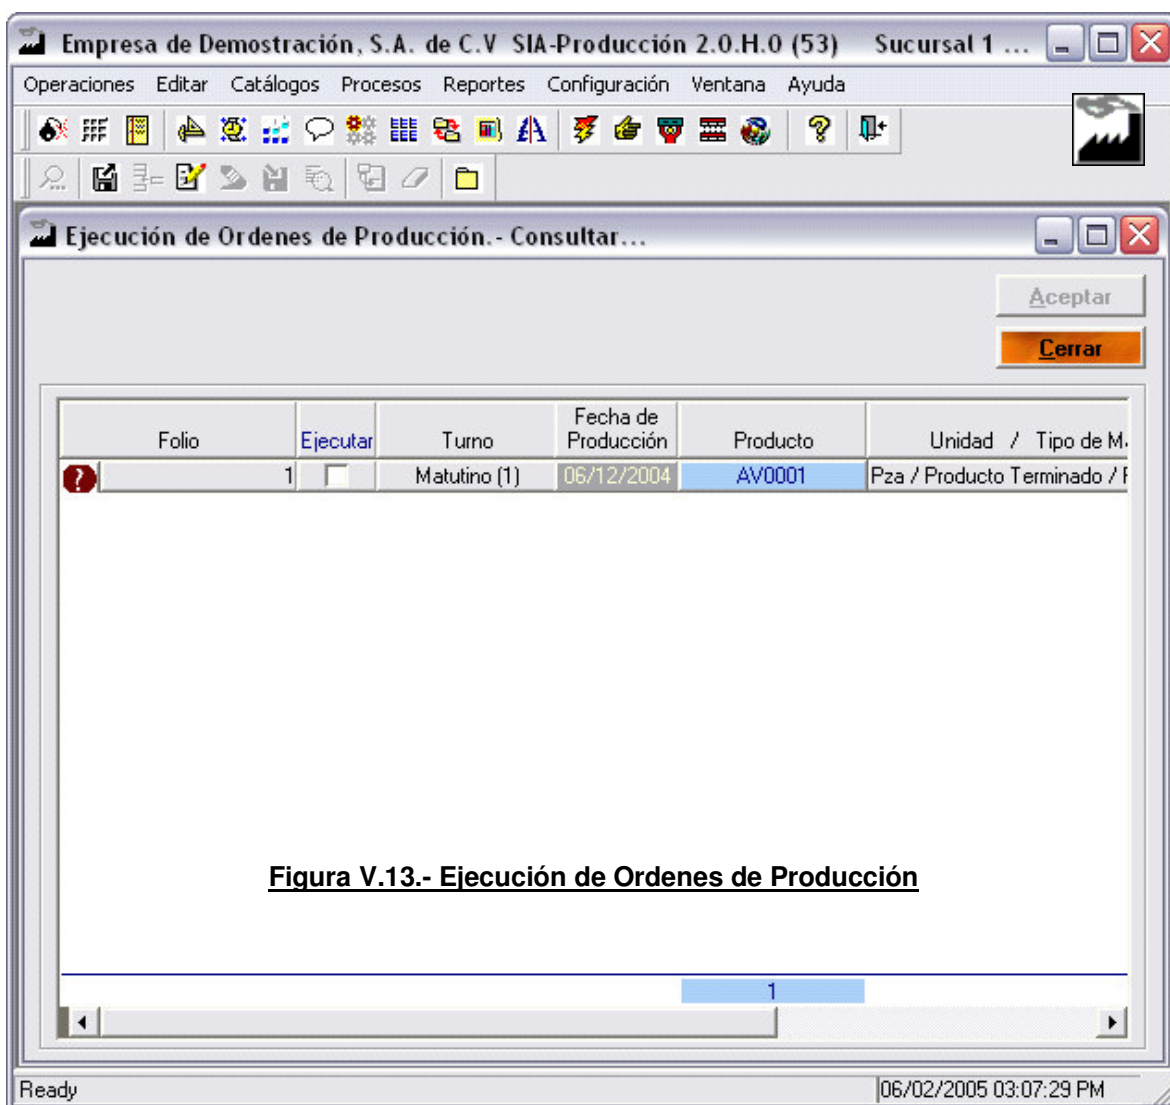 Empresa de Demostración, S.A. de C.V SIA-Producción 2.0.H.0 (53) Sucursal 1 ...
Operaciones Editar Catálogos Procesos Reportes Configuración Ventana Ayuda
Ejecución de Ordenes de Producción.- Consultar...
Aceptar
Cerrar
Folio Ejecutar Turno Fecha de Producción Producto Unidad / Tipo de M
1 Matutino (1) 06/12/2004 AV0001 Pza / Producto Terminado /
Figura V.13.- Ejecución de Ordenes de Producción
1
Ready 06/02/2005 03:07:29 PM